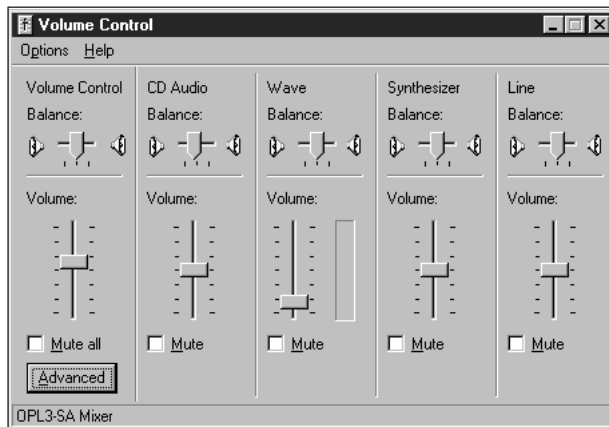 Volume Control
Options Help
Volume Control
Balance:
Volume:
Mute all
Advanced
CD Audio
Balance:
Volume:
Mute
Wave
Balance:
Volume:
Mute
Synthesizer
Balance:
Volume:
Mute
Line
Balance:
Volume:
Mute
OPL3-SA Mixer